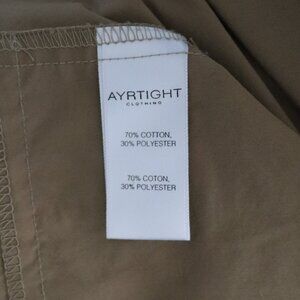 AYRTIGHT
CLOTHING
70% COTTON,
30% POLYESTER
70% COTON,
30% POLYESTER